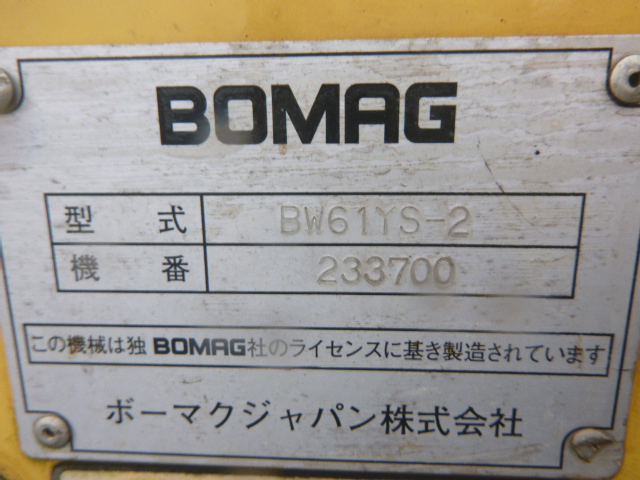 BOMAG
型式 BW61YS-2
機番 233700
この機械は独BOMAG社のライセンスに基き製造されています
ボーマクジャパン株式会社